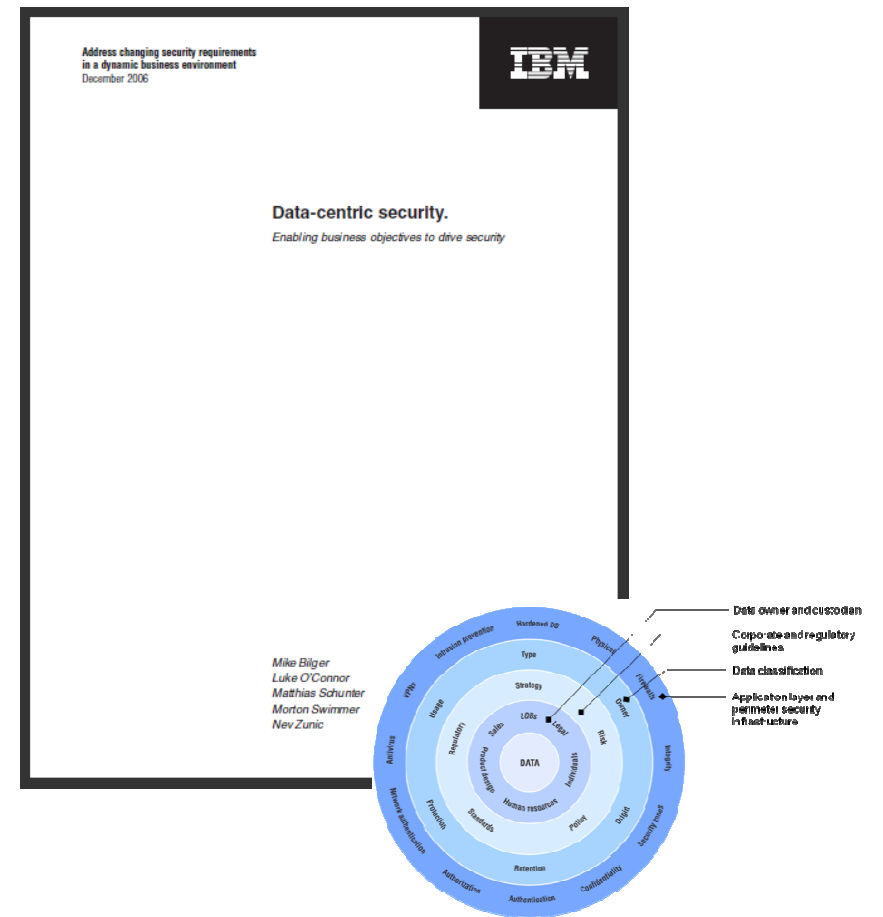 Address changing security requirements
in a dynamic business environment
December 2006
IBM
Data-centric security.
Enabling business objectives to drive security
Mike Bilger
Luke O'Connor
Matthias Schunter
Morton Swimmer
Nev Zunic
Data owner and custodian
Corporate and regulatory
guidelines
Data classification
Application layer and
perimeter security
infrastructure
Hardened OS
Physical
Firewalls
Integrity
Confidentiality
Authentication
Authorization
Network authentication
Antivirus
VPNs
Intrusion prevention
Type
Owner
Origin
Retention
Protection
Usage
Strategy
Risk
Policy
Standards
Regulatory
LOBs
Legal
Individuals
Human resources
Product design
Sales
DATA